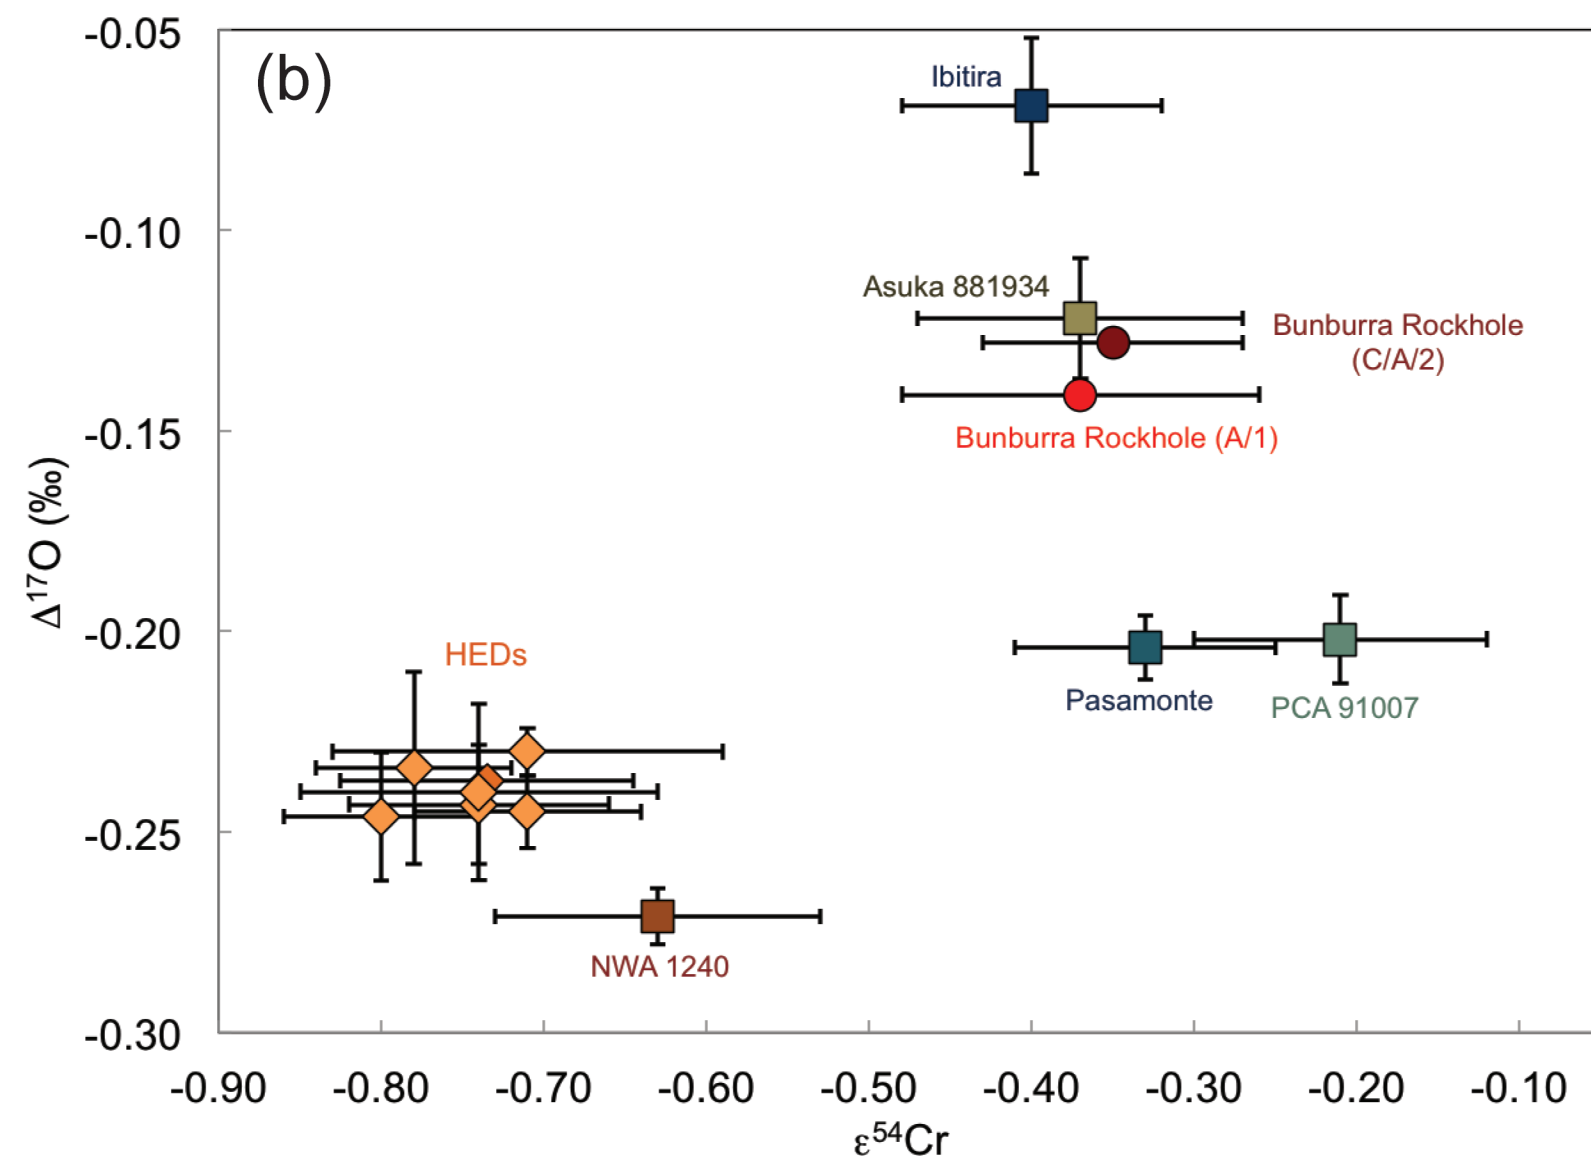 (b)
-0.05
-0.10
-0.15
-0.20
-0.25
-0.30
Δ¹⁷O (‰)
Ibitira
Asuka 881934
Bunburra Rockhole
(C/A/2)
Bunburra Rockhole (A/1)
HEDs
Pasamonte
PCA 91007
NWA 1240
-0.90 -0.80 -0.70 -0.60 -0.50 -0.40 -0.30 -0.20 -0.10
ε⁵⁴Cr